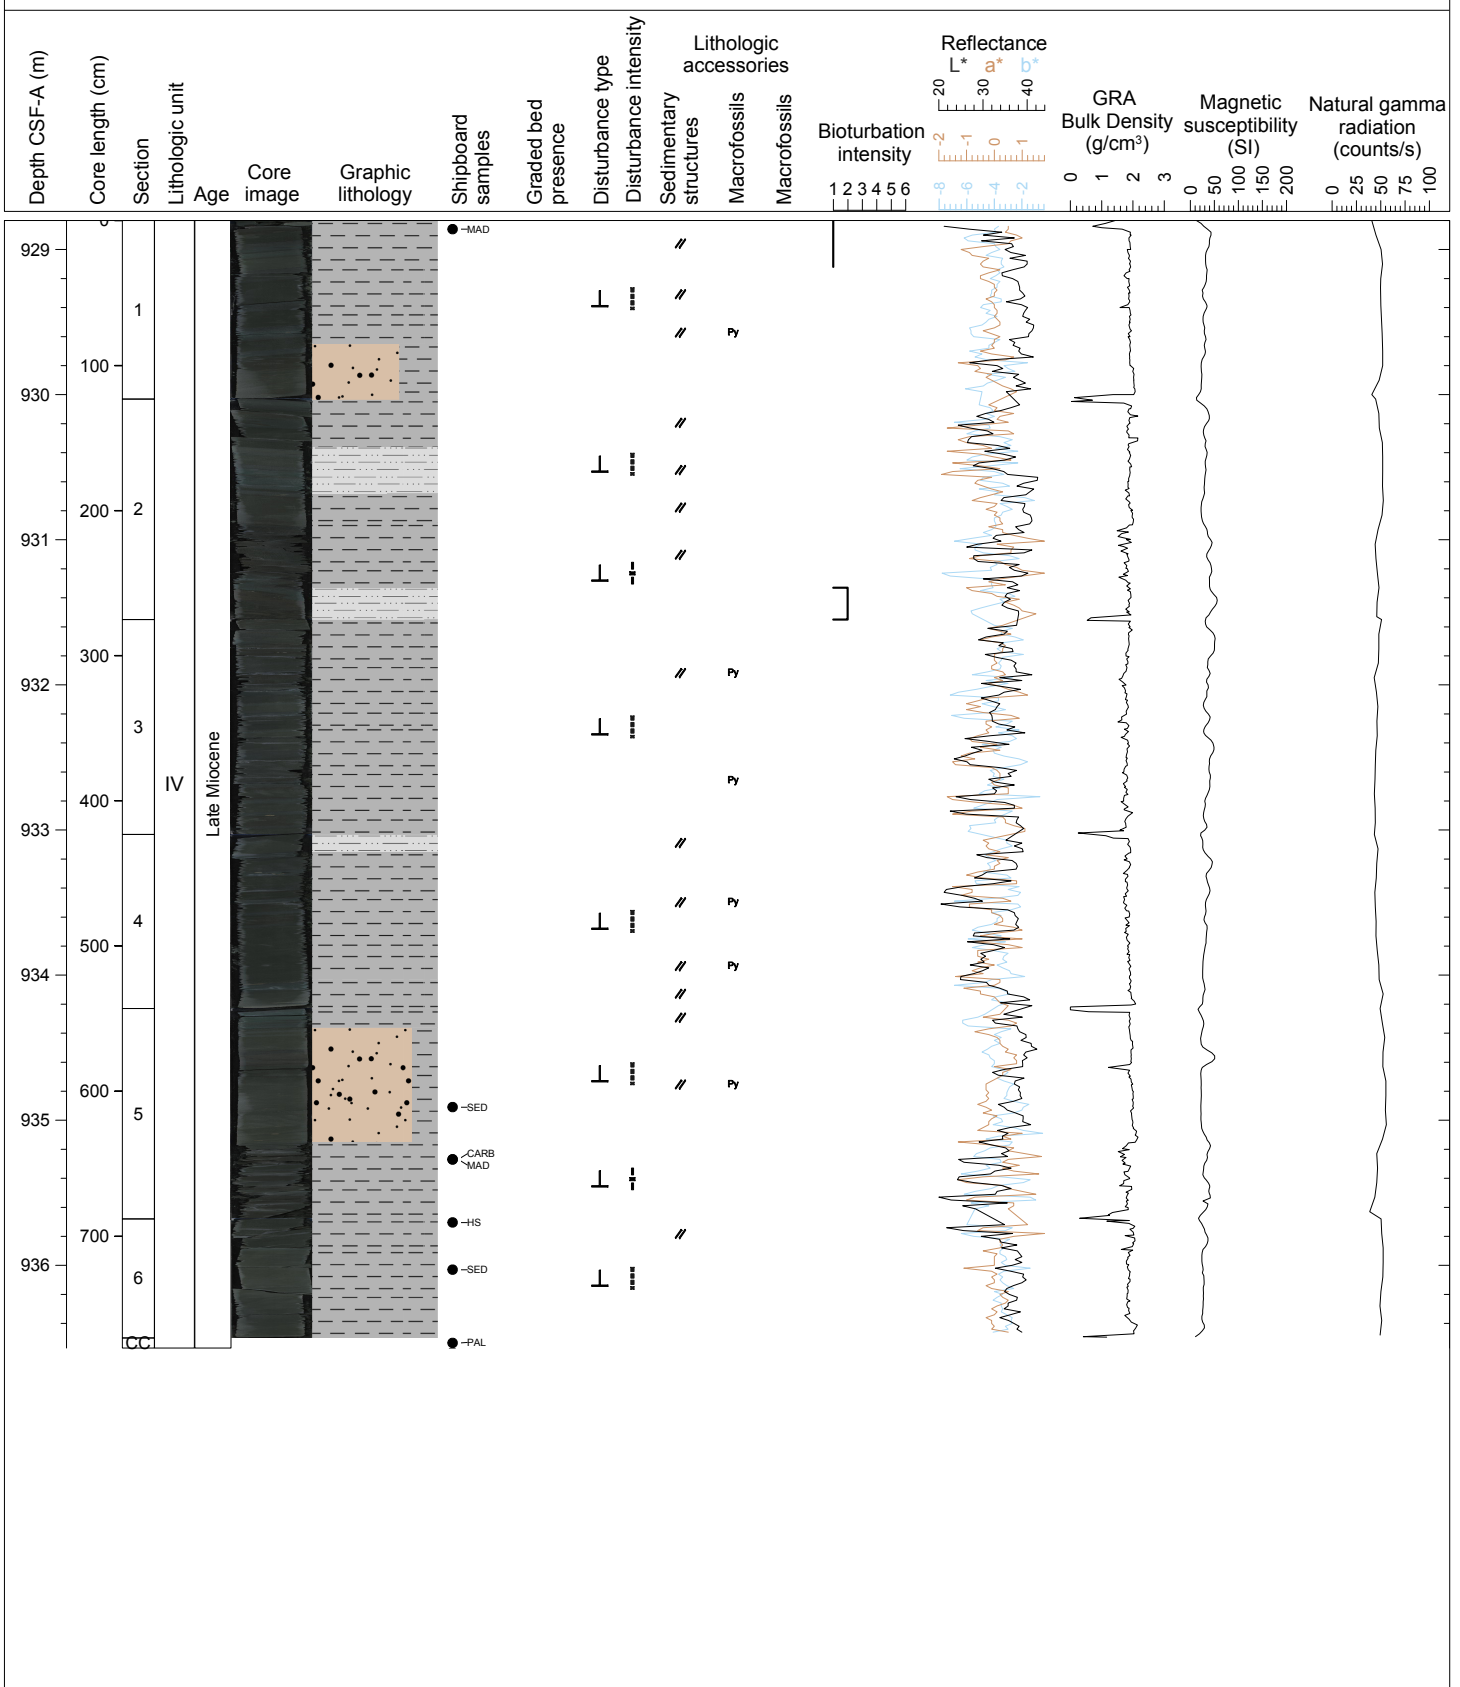 Depth CSF-A (m)
Core length (cm)
Section
Lithologic unit
Age
Core
image
Graphic
lithology
Shipboard
samples
Graded bed
presence
Disturbance type
Disturbance intensity
Lithologic
accessories
Sedimentary
structures
Macrofossils
Macrofossils
Bioturbation
intensity
1 2 3 4 5 6
Reflectance
L* a* b*
20 30 40
-2 -1 0 1
-8 -6 -4 -2
GRA
Bulk Density
(g/cm³)
0 1 2 3
Magnetic
susceptibility
(SI)
0 50 100 150 200
Natural gamma
radiation
(counts/s)
0 25 50 75 100
0
MAD
929
1
Py
100
930
2
200
931
300
932
Py
3
Late Miocene
IV
Py
400
933
4
Py
500
934
Py
600
Py
5
SED
935
CARB
MAD
HS
700
936
SED
6
CC
PAL